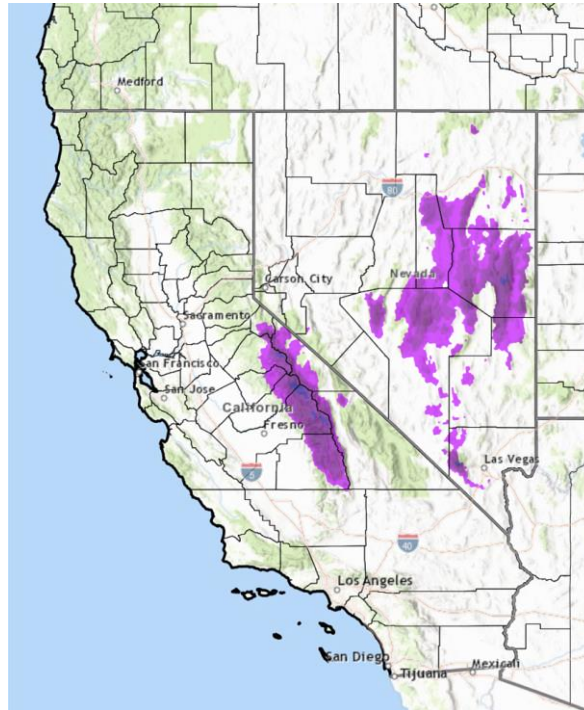 Medford
80
Nevada
Carson City
Sacramento
San Francisco
San Jose
California
Fresno
5
Las Vegas
40
Los Angeles
San Diego
Tijuana
Mexicali